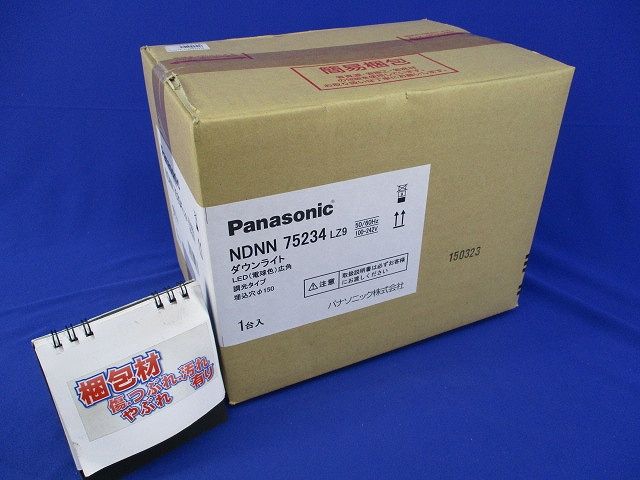 簡易梱包
Panasonic
50/60Hz
100-242V
NDNN 75234 LZ9
ダウンライト
LED(電球色)広角
調光タイプ
埋込穴φ150
注意
取扱説明書は必ずお客様
にお渡しください
1台入
パナソニック株式会社
150323
梱包材
傷、つぶれ、汚れ
やぶれ 有り